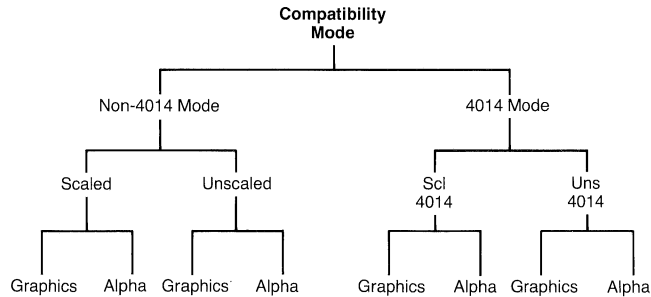 Compatibility
Mode
Non-4014 Mode 4014 Mode
Scaled Unscaled Scl Uns
4014 4014
Graphics Alpha Graphics Alpha Graphics Alpha Graphics Alpha